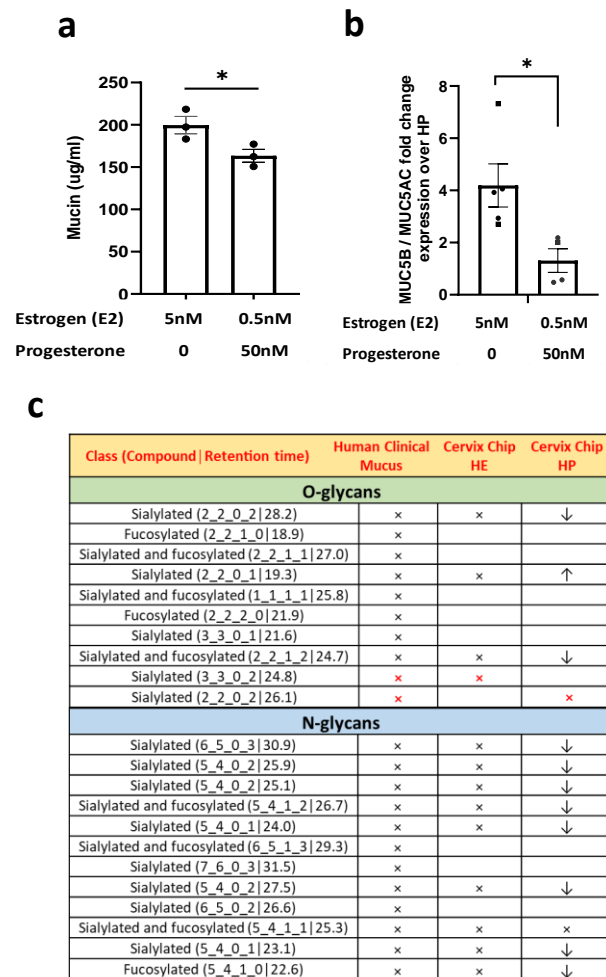 a
b
*
*
250
200
150
100
50
0
Mucin (ug/ml)
8
6
4
2
0
MUC5B / MUC5AC fold change
expression over HP
Estrogen (E2) 5nM 0.5nM
Progesterone 0 50nM
Estrogen (E2) 5nM 0.5nM
Progesterone 0 50nM
c
Class (Compound|Retention time) Human Clinical Mucus Cervix Chip HE Cervix Chip HP
O-glycans
Sialylated (2_2_0_2|28.2) × × ↓
Fucosylated (2_2_1_0|18.9) ×
Sialylated and fucosylated (2_2_1_1|27.0) ×
Sialylated (2_2_0_1|19.3) × × ↑
Sialylated and fucosylated (1_1_1_1|25.8) ×
Fucosylated (2_2_2_0|21.9) ×
Sialylated (3_3_0_1|21.6) ×
Sialylated and fucosylated (2_2_1_2|24.7) × × ↓
Sialylated (3_3_0_2|24.8) × ×
Sialylated (2_2_0_2|26.1) × ×
N-glycans
Sialylated (6_5_0_3|30.9) × × ↓
Sialylated (5_4_0_2|25.9) × × ↓
Sialylated (5_4_0_2|25.1) × × ↓
Sialylated and fucosylated (5_4_1_2|26.7) × × ↓
Sialylated (5_4_0_1|24.0) × × ↓
Sialylated and fucosylated (6_5_1_3|29.3) ×
Sialylated (7_6_0_3|31.5) ×
Sialylated (5_4_0_2|27.5) × × ↓
Sialylated (6_5_0_2|26.6) ×
Sialylated and fucosylated (5_4_1_1|25.3) × × ×
Sialylated (5_4_0_1|23.1) × × ↓
Fucosylated (5_4_1_0|22.6) × × ↓